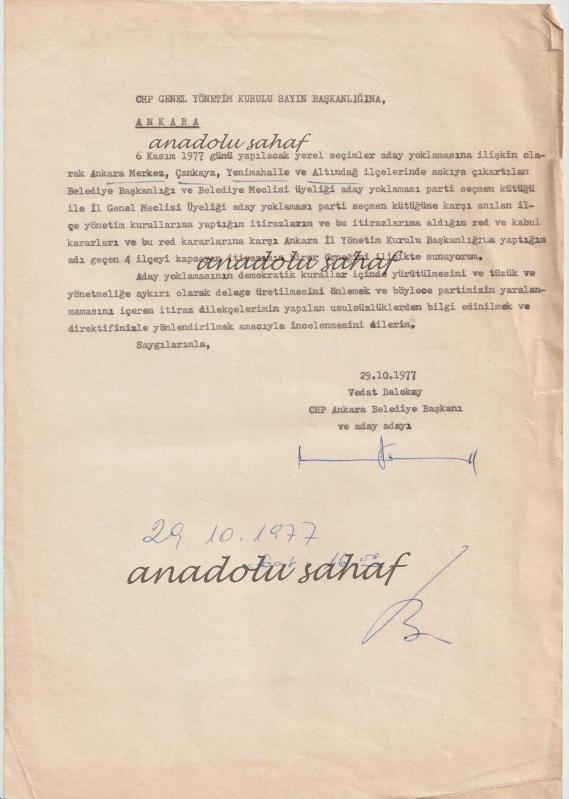 CHP GENEL YÖNETİM KURULU SAYIN BAŞKANLIĞINA,
ANKARA
anadolu sahaf
6 Kasım 1977 günü yapılacak yerel seçimler aday yoklamasına ilişkin ola-
rak Ankara Merkez, Çankaya, Yenimahalle ve Altındağ ilçelerinde askıya çıkartılan
Belediye Başkanlığı ve Belediye Meclisi Üyeliği aday yoklaması parti seçmen kütüğü
ile İl Genel Meclisi Üyeliği aday yoklaması parti seçmen kütüğüne karşı anılan il-
çe yönetim kurullarına yaptığım itirazların ve bu itirazlarıma aldığım red ve kabul
kararları ve bu red kararlarına karşı Ankara İl Yönetim Kurulu Başkanlığına yaptığım
adı geçen 4 ilçeyi kapsayan itirazımın birer örneğini ilişikte sunuyorum.
anadolu sahaf
Aday yoklamasının demokratik kurallar içinde yürütülmesini ve tüzük ve
yönetmeliğe aykırı olarak delege üretilmesini önlemek ve böylece partimizin yaralan-
mamasını içeren itiraz dilekçelerimin yapılan usulsüzlüklerden bilgi edinilmek ve
direktifinizle yönlendirilmek amacıyla incelenmesini dilerim.
Saygılarımla,
29.10.1977
Vedat Dalokay
CHP Ankara Belediye Başkanı
ve aday adayı
29.10.1977
anadolu sahaf